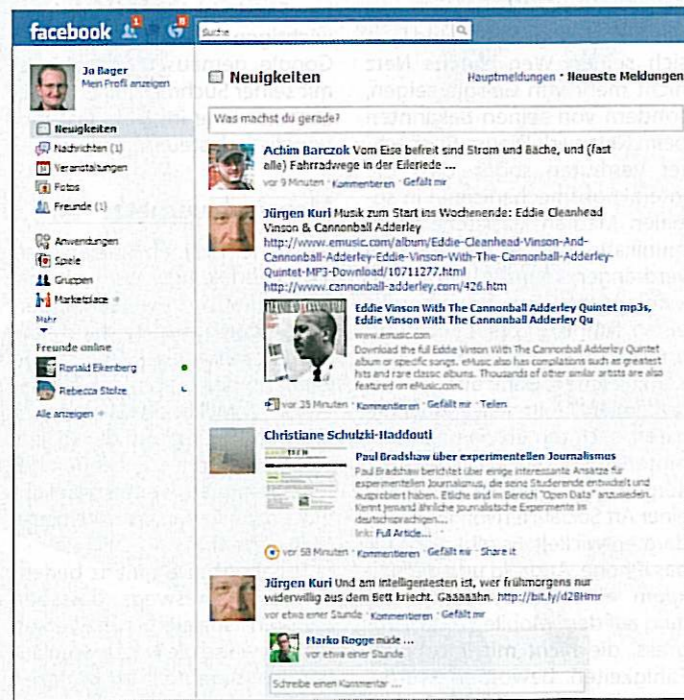 facebook
1
8
Suche
Jo Bager
Mein Profil anzeigen
Neuigkeiten
Nachrichten (1)
Veranstaltungen
Fotos
Freunde (1)
Anwendungen
Spiele
Gruppen
Marketplace
Mehr
Freunde online
Ronald Eikenberg
Rebecca Stolze
Alle anzeigen
Neuigkeiten
Hauptmeldungen · Neueste Meldungen
Was machst du gerade?
Achim Barczok Vom Eise befreit sind Strom und Bäche, und (fast
alle) Fahrradwege in der Eilenriede ...
vor 9 Minuten · Kommentieren · Gefällt mir
Jürgen Kuri Musik zum Start ins Wochenende: Eddie Cleanhead
Vinson & Cannonball Adderley
http://www.emusic.com/album/Eddie-Cleanhead-Vinson-And-
Cannonball-Adderley-Eddie-Vinson-With-The-Cannonball-Adderley-
Quintet-MP3-Download/10711277.html
http://www.cannonball-adderley.com/426.htm
Eddie Vinson With The Cannonball Adderley Quintet mp3s,
Eddie Vinson With The Cannonball Adderley Qu
www.emusic.com
Download the full Eddie Vinson With The Cannonball Adderley Quintet
album or specific songs. eMusic also has compilations such as greatest
hits and rare classic albums. Thousands of other similar artists are also
featured on eMusic.com.
vor 25 Minuten · Kommentieren · Gefällt mir · Teilen
Christiane Schulzki-Haddouti
Paul Bradshaw über experimentellen Journalismus
Paul Bradshaw berichtet über einige interessante Ansätze für
experimentellen Journalismus, die seine Studierende entwickelt und
ausprobiert haben. Etliche sind im Bereich "Open Data" anzusiedeln.
Kennt jemand ähnliche journalistische Experimente im
deutschsprachigen...
link: Full Article...
vor 58 Minuten · Kommentieren · Gefällt mir · Share it
Jürgen Kuri Und am intelligentesten ist, wer frühmorgens nur
widerwillig aus dem Bett kriecht. Gaaaaahn. http://bit.ly/d2BHmr
vor etwa einer Stunde · Kommentieren · Gefällt mir
Marko Rogge müde ...
vor etwa einer Stunde
Schreibe einen Kommentar ...